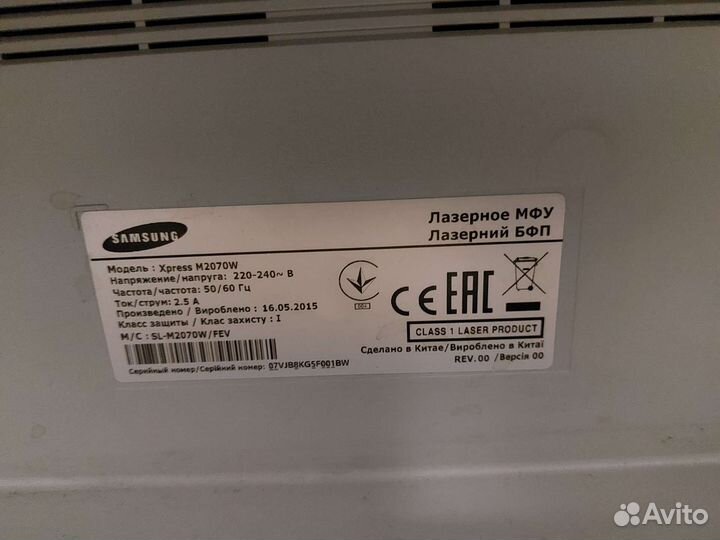 SAMSUNG
Лазерное МФУ
Лазерний БФП
Модель : Xpress M2070W
Напряжение/напруга: 220-240~ В
Частота/частота: 50/60 Гц
Ток/струм: 2.5 А
Произведено / Вироблено : 16.05.2015
Класс защиты / Клас захисту : I
М/С : SL-M2070W/FEV
Серийный номер/Серійний номер: 07VJB8KG5F001BW
CE EAC
CLASS 1 LASER PRODUCT
Сделано в Китае/Вироблено в Китаї
REV.00 /Версія 00
Avito